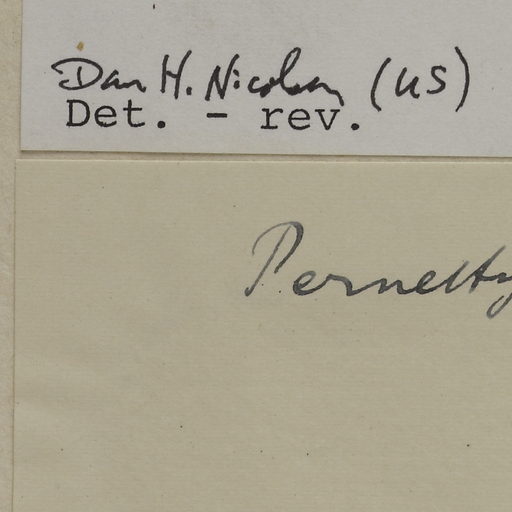 Dan H. Nicolson (US)
Det. - rev.
Pernetty